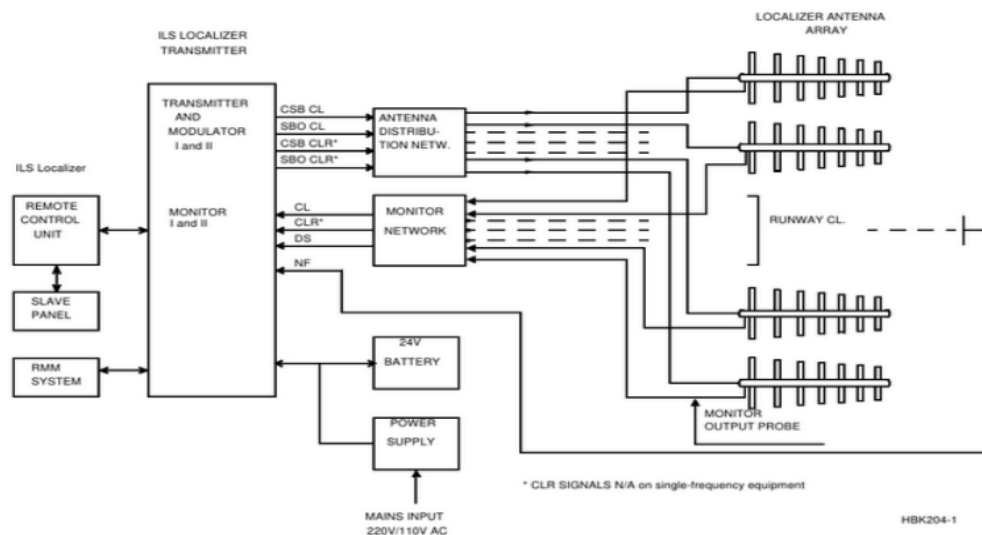 LOCALIZER ANTENNA
ARRAY
ILS LOCALIZER
TRANSMITTER
TRANSMITTER
AND
MODULATOR
I and II
CSB CL
SBO CL
CSB CLR*
SBO CLR*
ANTENNA
DISTRIBU-
TION NETW.
ILS Localizer
REMOTE
CONTROL
UNIT
MONITOR
I and II
CL
CLR*
DS
NF
MONITOR
NETWORK
RUNWAY CL.
SLAVE
PANEL
RMM
SYSTEM
24V
BATTERY
POWER
SUPPLY
MONITOR
OUTPUT PROBE
* CLR SIGNALS N/A on single-frequency equipment
MAINS INPUT
220V/110V AC
HBK204-1